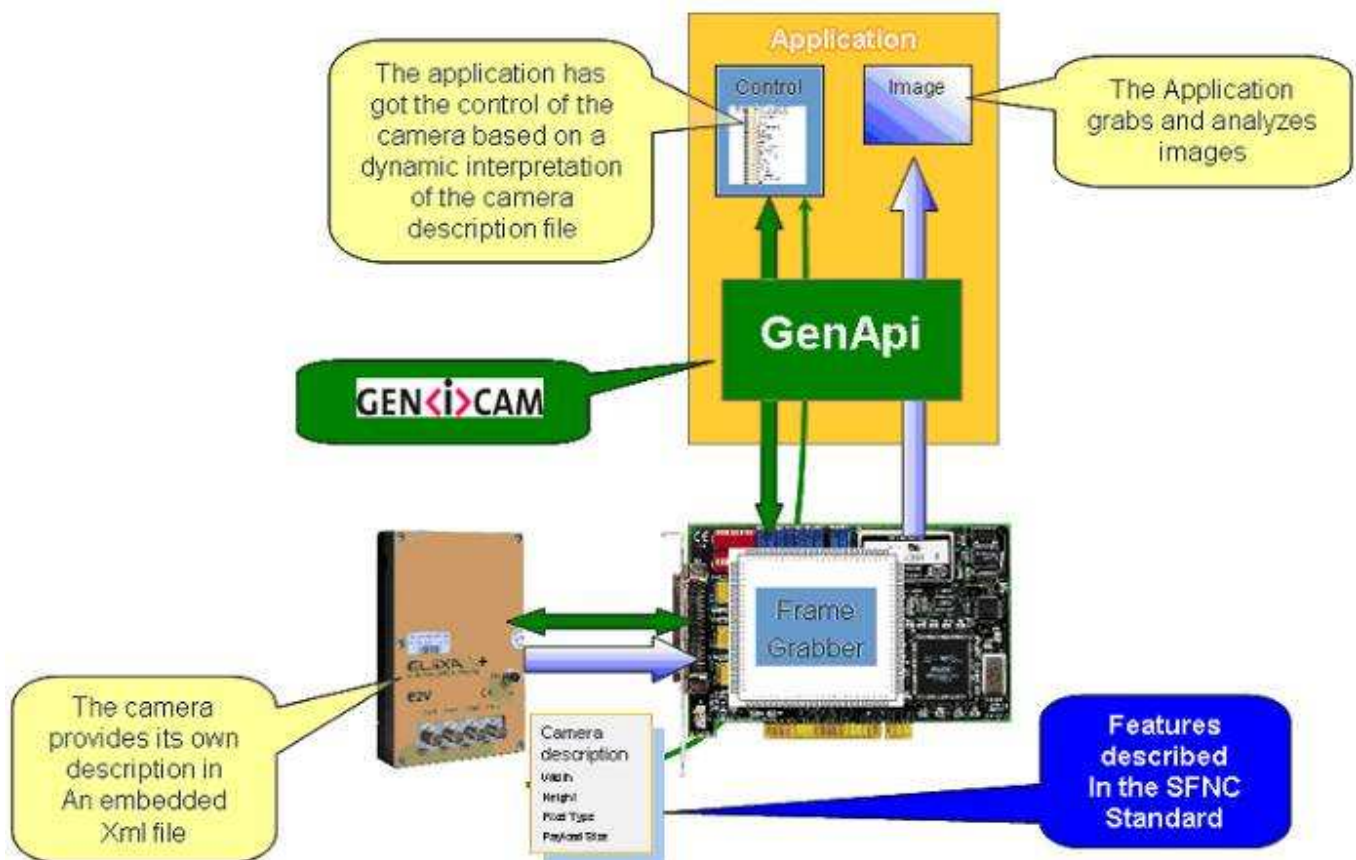 Application
The application has
got the control of the
camera based on a
dynamic interpretation
of the camera
description file
Control
Image
The Application
grabs and analyzes
images
GenApi
GEN<i>CAM
Frame
Grabber
ELiiXA +
e2v
The camera
provides its own
description in
An embedded
Xml file
Camera
description
Width
Height
Pixel Type
Payload Size
Features
described
In the SFNC
Standard